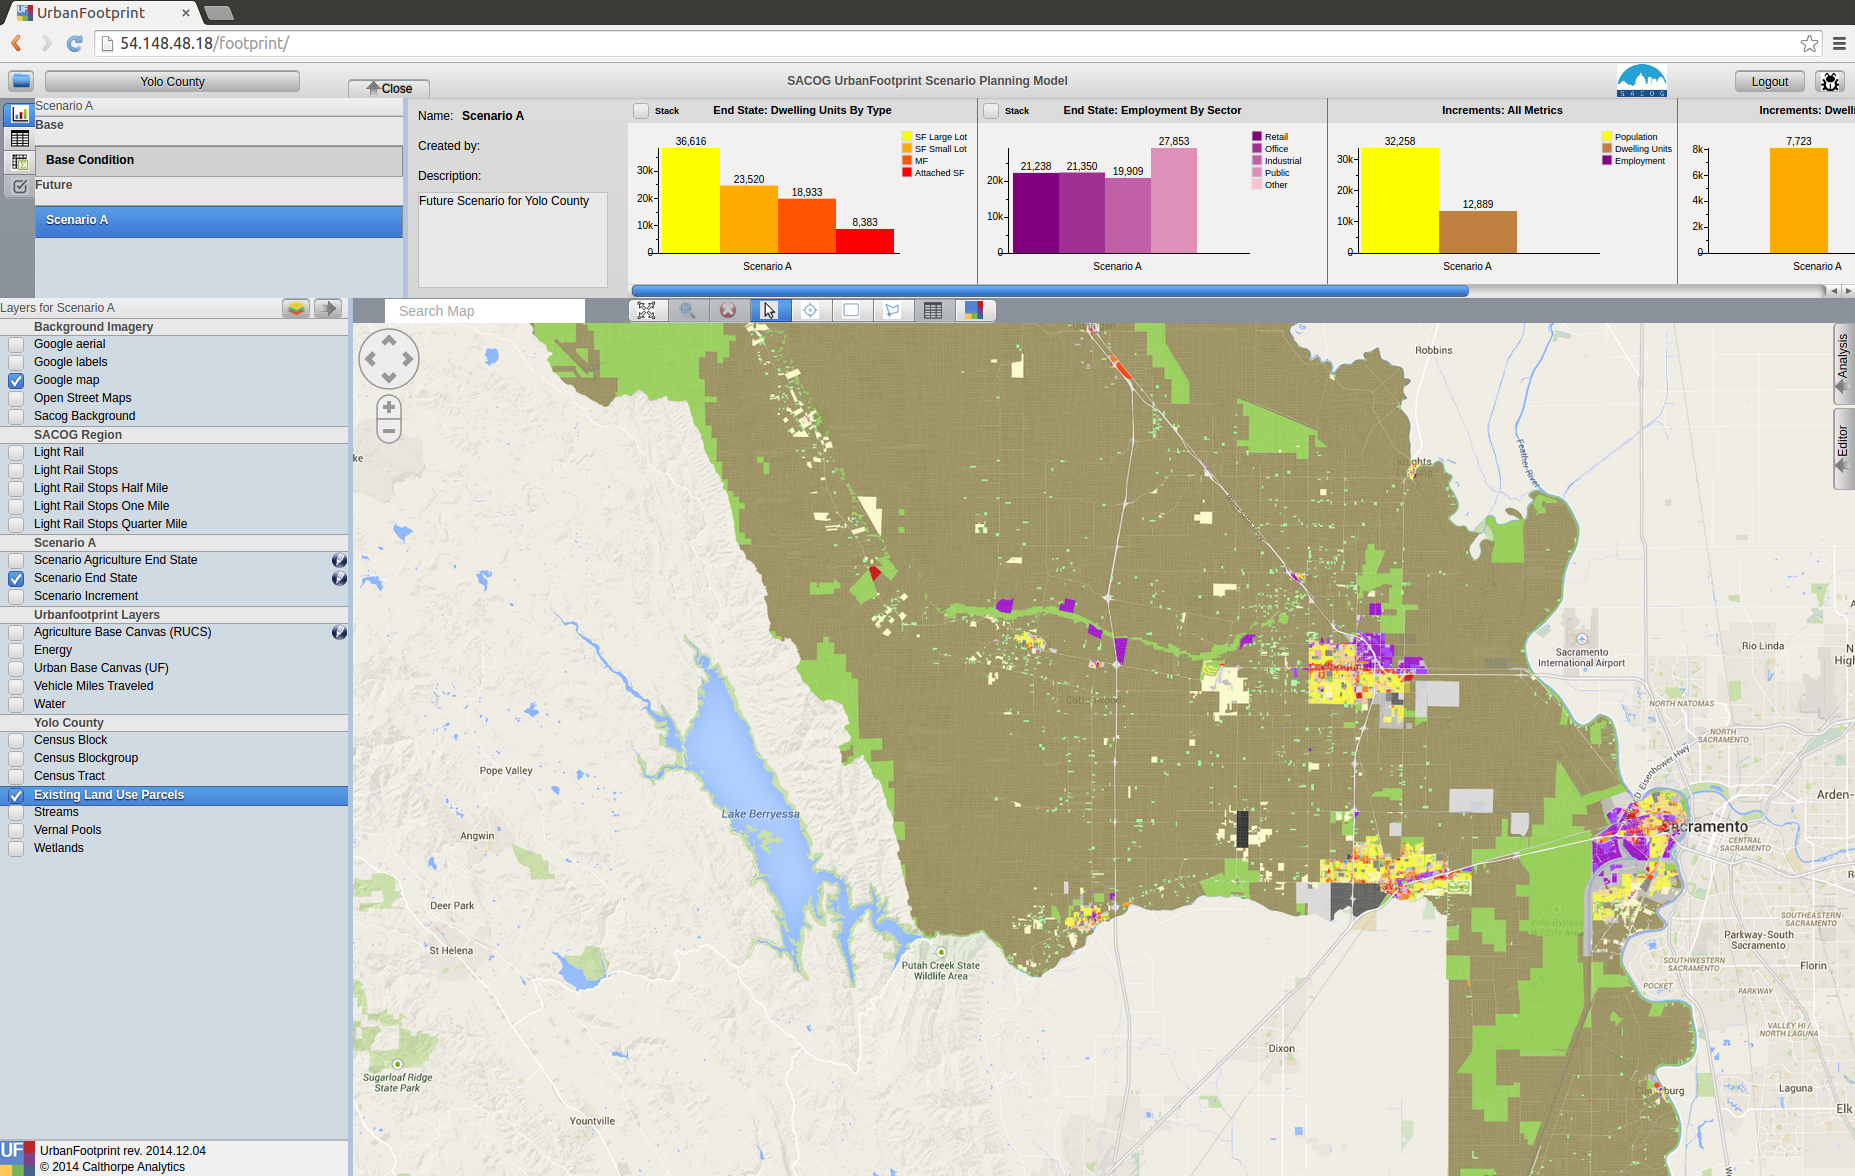 UrbanFootprint
54.148.48.18/footprint/
Yolo County
Close
SACOG UrbanFootprint Scenario Planning Model
SACOG
Logout
Scenario A
Base
Base Condition
Future
Scenario A
Name: Scenario A
Created by:
Description:
Future Scenario for Yolo County
Stack
End State: Dwelling Units By Type
36,616
23,520
18,933
8,383
30k
20k
10k
0
Scenario A
SF Large Lot
SF Small Lot
MF
Attached SF
Stack
End State: Employment By Sector
27,853
21,238
21,350
19,909
20k
10k
0
Scenario A
Retail
Office
Industrial
Public
Other
Increments: All Metrics
32,258
12,889
30k
20k
10k
0
Scenario A
Population
Dwelling Units
Employment
Increments: Dwelli
7,723
8k
6k
4k
2k
0
Scenario A
Layers for Scenario A
Background Imagery
Google aerial
Google labels
Google map
Open Street Maps
Sacog Background
SACOG Region
Light Rail
Light Rail Stops
Light Rail Stops Half Mile
Light Rail Stops One Mile
Light Rail Stops Quarter Mile
Scenario A
Scenario Agriculture End State
Scenario End State
Scenario Increment
Urbanfootprint Layers
Agriculture Base Canvas (RUCS)
Energy
Urban Base Canvas (UF)
Vehicle Miles Traveled
Water
Yolo County
Census Block
Census Blockgroup
Census Tract
Existing Land Use Parcels
Streams
Vernal Pools
Wetlands
UF
UrbanFootprint rev. 2014.12.04
© 2014 Calthorpe Analytics
Search Map
Analysis
Editor
Robbins
Feather River
Knights
Sacramento
International Airport
Rio Linda
NORTH NATOMAS
NORTH
SACRAMENTO
D. Eisenhower Hwy
Arden-
Sacramento
CENTRAL
SACRAMENTO
Pope Valley
Lake Berryessa
Angwin
Deer Park
St Helena
Putah Creek State
Wildlife Area
Yolo Bypass
Wildlife Area
SOUTHEASTERN
SACRAMENTO
Parkway-South
Sacramento
SOUTHWESTERN
SACRAMENTO
Florin
POCKET
PARKWAY
VALLEY HI /
NORTH LAGUNA
Dixon
Sugarloaf Ridge
State Park
Yountville
Laguna
Elk